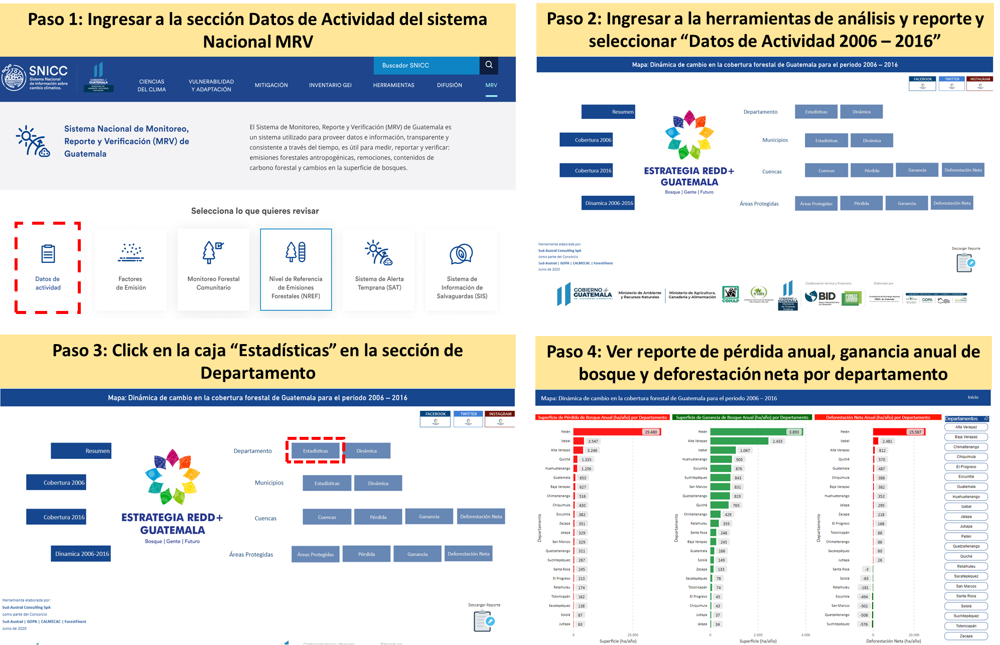 Paso 1: Ingresar a la sección Datos de Actividad del sistema
Nacional MRV
SNICC
Sistema Nacional
de Información sobre
cambio climatico.
GOBIERNO de
GUATEMALA
MINISTERIO DE
AMBIENTE Y RECURSOS
NATURALES
Buscador SNICC
CIENCIAS
DEL CLIMA
VULNERABILIDAD
Y ADAPTACIÓN
MITIGACIÓN
INVENTARIO GEI
HERRAMIENTAS
DIFUSIÓN
MRV
Sistema Nacional de Monitoreo,
Reporte y Verificación (MRV) de
Guatemala
El Sistema de Monitoreo, Reporte y Verificación (MRV) de Guatemala es
un sistema utilizado para proveer datos e información, transparente y
consistente a través del tiempo, es útil para medir, reportar y verificar:
emisiones forestales antropogénicas, remociones, contenidos de
carbono forestal y cambios en la superficie de bosques.
Selecciona lo que quieres revisar
Datos de
actividad
Factores
de Emisión
Monitoreo Forestal
Comunitario
Nivel de Referencia
de Emisiones
Forestales (NREF)
Sistema de Alerta
Temprana (SAT)
Sistema de
Información de
Salvaguardas (SIS)
Paso 2: Ingresar a la herramientas de análisis y reporte y
seleccionar “Datos de Actividad 2006 – 2016”
Mapa: Dinámica de cambio en la cobertura forestal de Guatemala para el periodo 2006 – 2016
FACEBOOK
TWITTER
INSTAGRAM
Resumen
Cobertura 2006
Cobertura 2016
Dinamica 2006-2016
ESTRATEGIA REDD+
GUATEMALA
Bosque | Gente | Futuro
Departamento
Estadísticas
Dinámica
Municipios
Estadísticas
Dinámica
Cuencas
Cuencas
Pérdida
Ganancia
Deforestación Neta
Áreas Protegidas
Áreas Protegidas
Pérdida
Ganancia
Deforestación Neta
Herramienta elaborada por:
Sud-Austral Consulting SpA
como parte del Consorcio
Sud-Austral | GOPA | CALMECAC | ForestFinest
Junio de 2020
Descargar Reporte
GOBIERNO de
GUATEMALA
DR. ALEJANDRO GIAMMATTEI
Ministerio de Ambiente
y Recursos Naturales
Ministerio de Agricultura,
Ganadería y Alimentación
CONAP
inab
GOBIERNO de
GUATEMALA
Ministerio
de Finanzas
Públicas
Colaboración técnica y financiera
BID
Banco Interamericano
de Desarrollo
FOREST
CARBON
PARTNERSHIP
Elaborado por
GOPA
Paso 3: Click en la caja “Estadísticas” en la sección de
Departamento
Mapa: Dinámica de cambio en la cobertura forestal de Guatemala para el periodo 2006 – 2016
FACEBOOK
TWITTER
INSTAGRAM
Resumen
Cobertura 2006
Cobertura 2016
Dinamica 2006-2016
ESTRATEGIA REDD+
GUATEMALA
Bosque | Gente | Futuro
Departamento
Estadísticas
Dinámica
Municipios
Estadísticas
Dinámica
Cuencas
Cuencas
Pérdida
Ganancia
Deforestación Neta
Áreas Protegidas
Áreas Protegidas
Pérdida
Ganancia
Deforestación Neta
Herramienta elaborada por:
Sud-Austral Consulting SpA
como parte del Consorcio
Sud-Austral | GOPA | CALMECAC | ForestFinest
Junio de 2020
Descargar Reporte
Colaboración técnica y financiera
Elaborado por
Paso 4: Ver reporte de pérdida anual, ganancia anual de
bosque y deforestación neta por departamento
Mapa: Dinámica de cambio en la cobertura forestal de Guatemala para el periodo 2006 – 2016
Inicio
Superficie de Pérdida de Bosque Anual (ha/año) por Departamento
Departamento
Petén 29.480
Izabal 3.547
Alta Verapaz 3.246
Quiché 1.335
Huehuetenango 1.256
Guatemala 653
Baja Verapaz 627
Chimaltenango 516
Chiquimula 430
Escuintla 382
Zacapa 351
Jalapa 329
San Marcos 329
Quetzaltenango 311
Suchitepéquez 267
Santa Rosa 245
El Progreso 213
Retalhuleu 174
Totonicapán 162
Sacatepéquez 138
Sololá 87
Jutiapa 63
0 20.000
Superficie (ha/año)
Superficie de Ganancia de Bosque Anual (ha/año) por Departamento
Departamento
Petén 3.893
Alta Verapaz 2.433
Izabal 1.067
Huehuetenango 905
Escuintla 876
Suchitepéquez 843
San Marcos 831
Quetzaltenango 819
Quiché 765
Chimaltenango 429
Retalhuleu 355
Santa Rosa 248
Baja Verapaz 245
Guatemala 166
Sololá 149
Zacapa 133
Sacatepéquez 78
Totonicapán 74
El Progreso 45
Chiquimula 43
Jutiapa 37
Jalapa 34
0 2.000 4.000
Superficie (ha/año)
Deforestación Neta Anual (ha/año) por Departamento
Departamento
Petén 25.587
Izabal 2.481
Alta Verapaz 812
Quiché 570
Guatemala 487
Chiquimula 388
Baja Verapaz 382
Huehuetenango 352
Jalapa 295
Zacapa 218
El Progreso 168
Totonicapán 88
Chimaltenango 86
Sacatepéquez 60
Jutiapa 26
Santa Rosa -3
Sololá -63
Retalhuleu -181
Escuintla -494
San Marcos -501
Quetzaltenango -508
Suchitepéquez -576
0 20.000
Deforestación Neta (ha/año)
Departamentos
Alta Verapaz
Baja Verapaz
Chimaltenango
Chiquimula
El Progreso
Escuintla
Guatemala
Huehuetenango
Izabal
Jalapa
Jutiapa
Petén
Quetzaltenango
Quiché
Retalhuleu
Sacatepéquez
San Marcos
Santa Rosa
Sololá
Suchitepéquez
Totonicapán
Zacapa